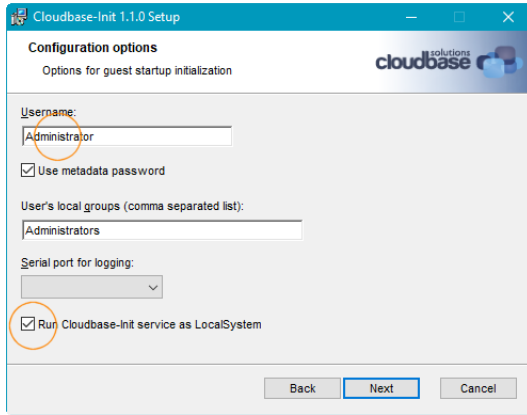 Cloudbase-Init 1.1.0 Setup
Configuration options
Options for guest startup initialization
cloudbase solutions
Username:
Administrator
Use metadata password
User's local groups (comma separated list):
Administrators
Serial port for logging:
Run Cloudbase-Init service as LocalSystem
Back Next Cancel